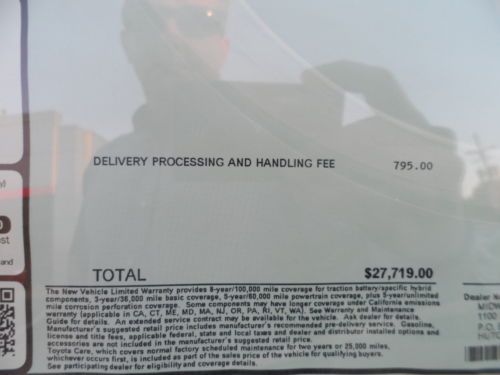 DELIVERY PROCESSING AND HANDLING FEE 795.00
TOTAL $27,719.00
The New Vehicle Limited Warranty provides 8-year/100,000 mile coverage for traction battery/specific hybrid
components, 3-year/36,000 mile basic coverage, 5-year/60,000 mile powertrain coverage, plus 5-year/unlimited
mile corrosion perforation coverage. Some components may have longer coverage under California emissions
warranty (applicable in CA, CT, ME, MD, MA, NJ, OR, PA, RI, VT, WA). See Warranty and Maintenance
Guide for details. An extended service contract may be available for the vehicle. Ask dealer for details.
Manufacturer's suggested retail price includes manufacturer's recommended pre-delivery service. Gasoline,
license and title fees, applicable federal, state and local taxes and dealer and distributor installed options and
accessories are not included in the manufacturer's suggested retail price.
Toyota Care, which covers normal factory scheduled maintenance for two years or 25,000 miles,
whichever occurs first, is included as part of the sales price of the vehicle for qualifying buyers.
See participating dealer for eligibility and coverage details.
Dealer
1100
P.O.